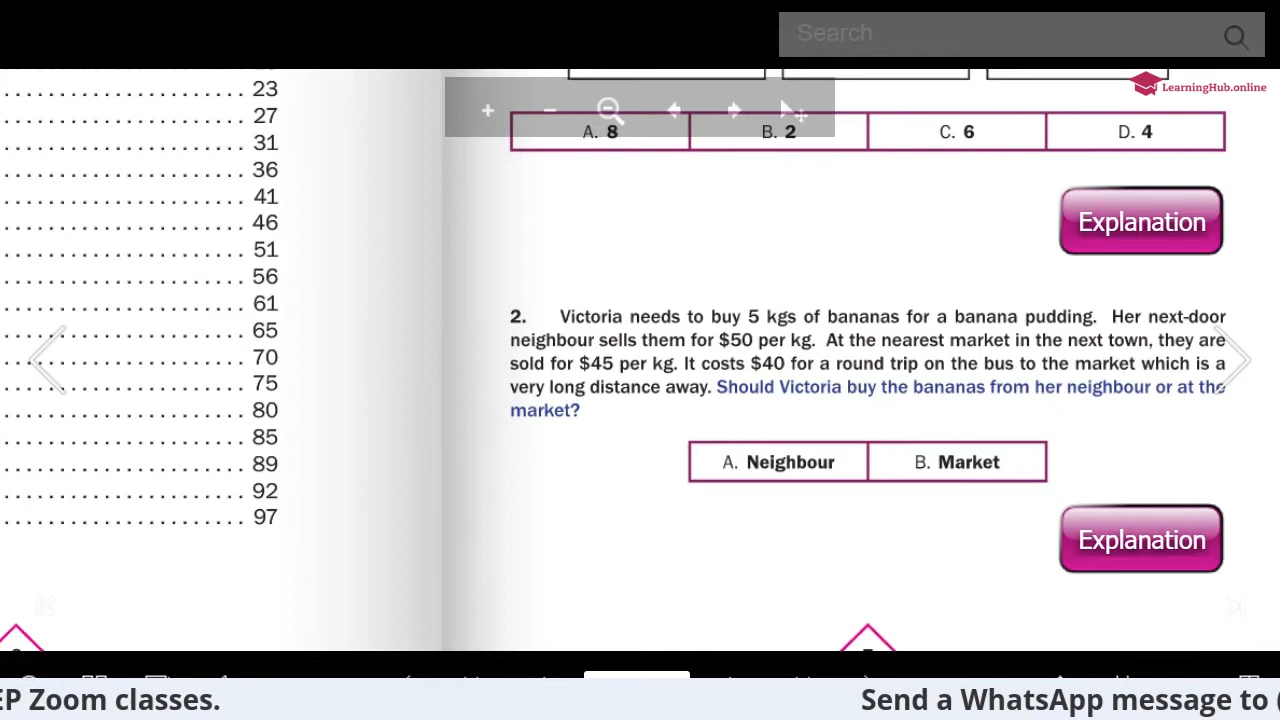 Search
LearningHub.online
23
27
31
36
41
46
51
56
61
65
70
75
80
85
89
92
97
A. 8 B. 2 C. 6 D. 4
Explanation
2. Victoria needs to buy 5 kgs of bananas for a banana pudding. Her next-door
neighbour sells them for $50 per kg. At the nearest market in the next town, they are
sold for $45 per kg. It costs $40 for a round trip on the bus to the market which is a
very long distance away. Should Victoria buy the bananas from her neighbour or at the
market?
A. Neighbour B. Market
Explanation
EP Zoom classes. Send a WhatsApp message to (